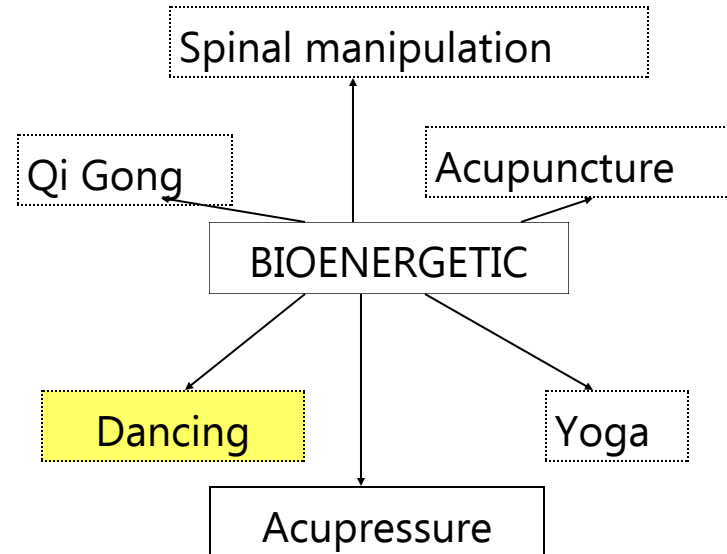 Spinal manipulation
Qi Gong
Acupuncture
BIOENERGETIC
Dancing
Yoga
Acupressure